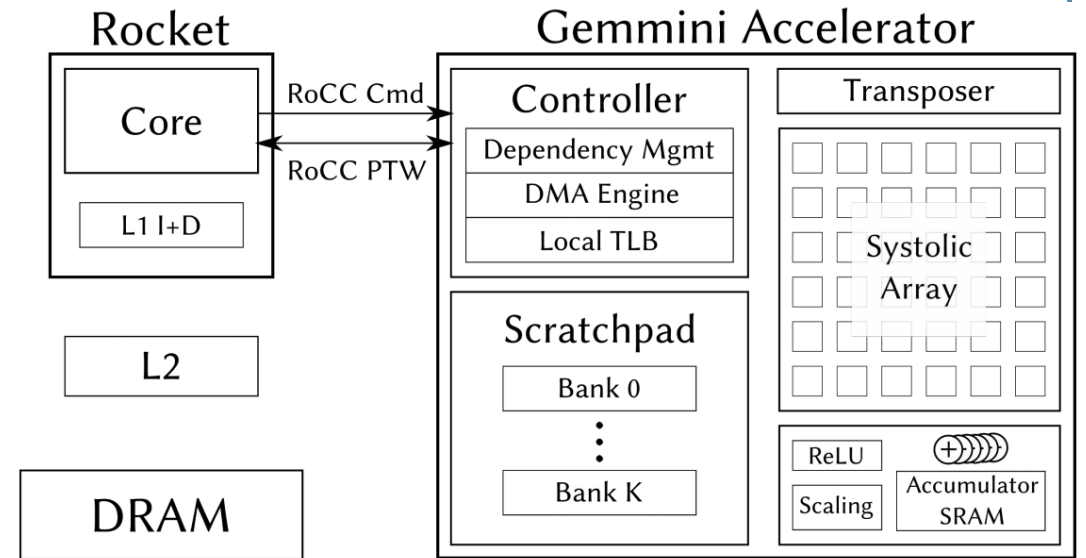 Rocket
Core
L1 I+D
L2
DRAM
RoCC Cmd
RoCC PTW
Gemmini Accelerator
Controller
Dependency Mgmt
DMA Engine
Local TLB
Scratchpad
Bank 0
Bank K
Transposer
Systolic
Array
ReLU
+
Scaling
Accumulator
SRAM